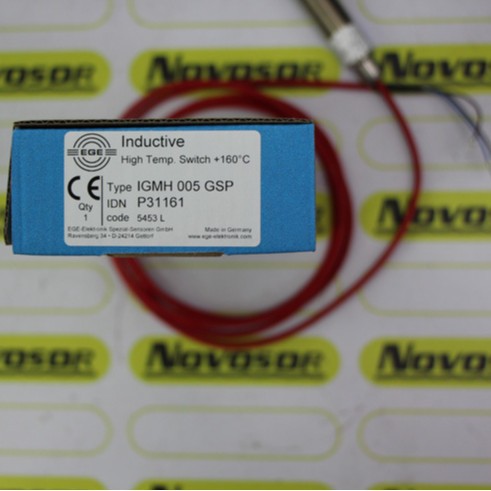 NOVOSOR
NOVOSOR
NOVOSOR
EGE
Inductive
High Temp. Switch +160°C
CE
Type IGMH 005 GSP
Qty
IDN P31161
1
code 5453 L
EGE-Elektronik Spezial-Sensoren GmbH
Made in Germany
Ravensberg 34 • D-24214 Gettorf
www.ege-elektronik.com
NOVOSOR
NOVOSOR
NOVOSOR